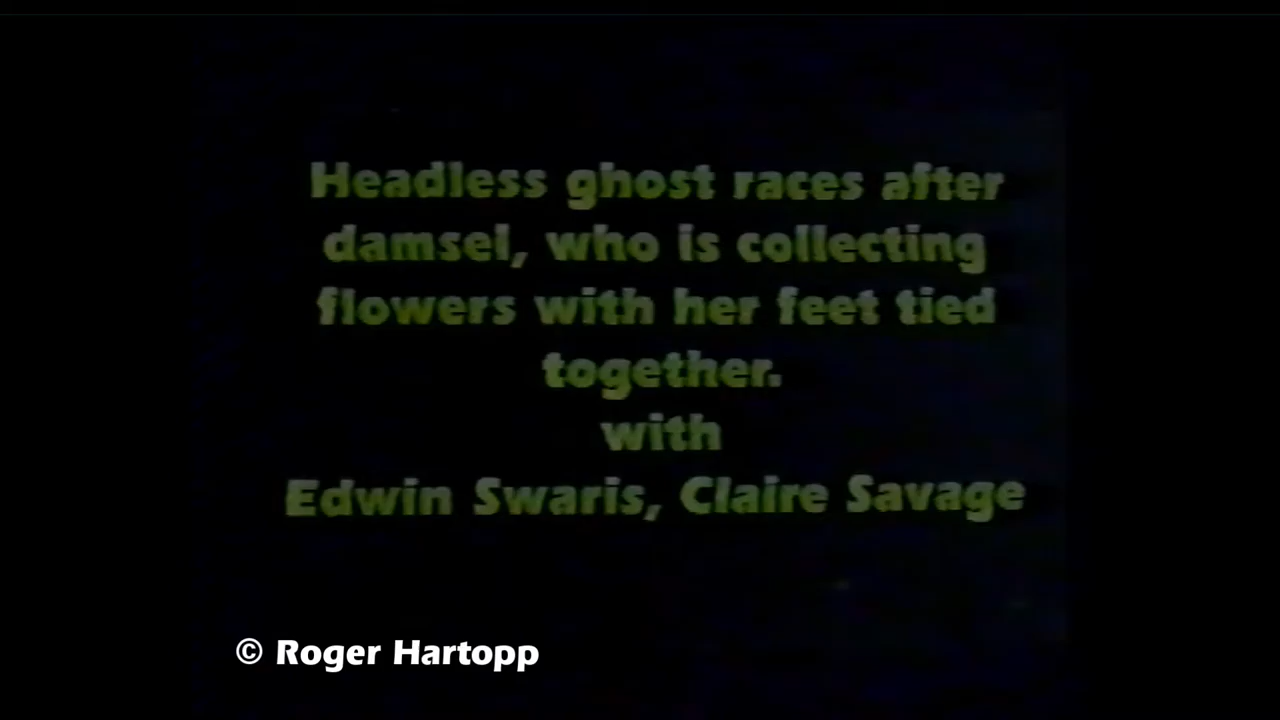 Headless ghost races after
damsel, who is collecting
flowers with her feet tied
together.
with
Edwin Swaris, Claire Savage
© Roger Hartopp